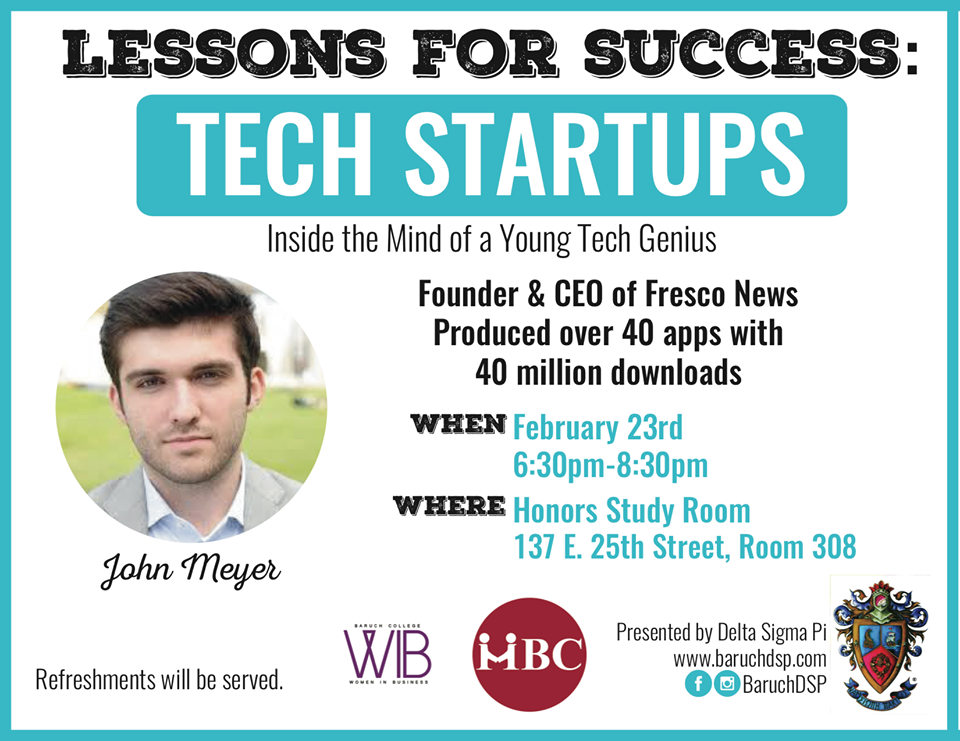 LESSONS FOR SUCCESS:
TECH STARTUPS
Inside the Mind of a Young Tech Genius
Founder & CEO of Fresco News
Produced over 40 apps with
40 million downloads
WHEN February 23rd
6:30pm-8:30pm
WHERE Honors Study Room
137 E. 25th Street, Room 308
John Meyer
Refreshments will be served.
BARUCH COLLEGE
WIB
WOMEN IN BUSINESS
MBC
Presented by Delta Sigma Pi
www.baruchdsp.com
BaruchDSP